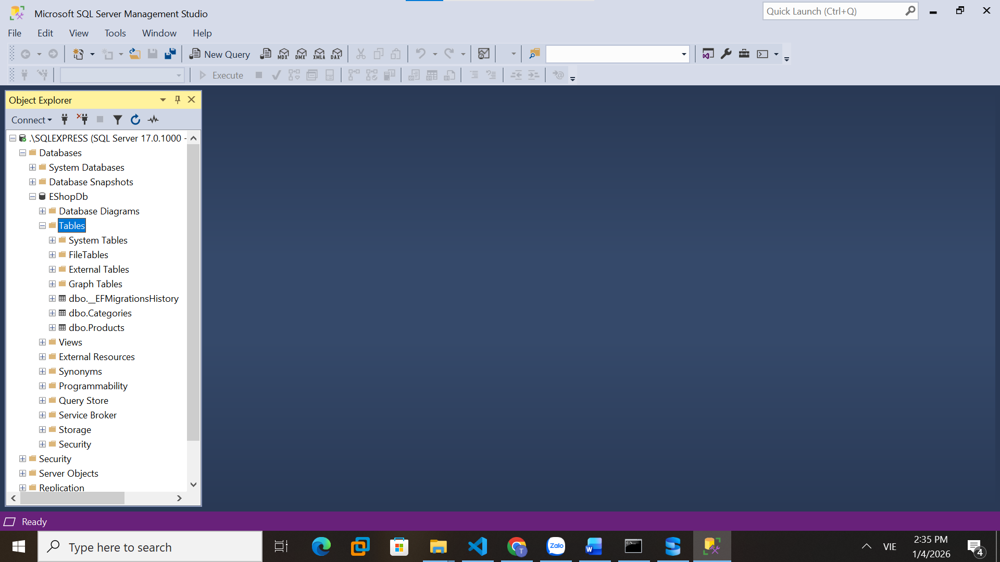 Microsoft SQL Server Management Studio
Quick Launch (Ctrl+Q)
File Edit View Tools Window Help
New Query MDX DMX XMLA DAX
Execute
Object Explorer
Connect
.\SQLEXPRESS (SQL Server 17.0.1000 -
Databases
System Databases
Database Snapshots
EShopDb
Database Diagrams
Tables
System Tables
FileTables
External Tables
Graph Tables
dbo.__EFMigrationsHistory
dbo.Categories
dbo.Products
Views
External Resources
Synonyms
Programmability
Query Store
Service Broker
Storage
Security
Security
Server Objects
Replication
Ready
Type here to search
T
Zalo
W
C:\_
VIE
2:35 PM
1/4/2026
4